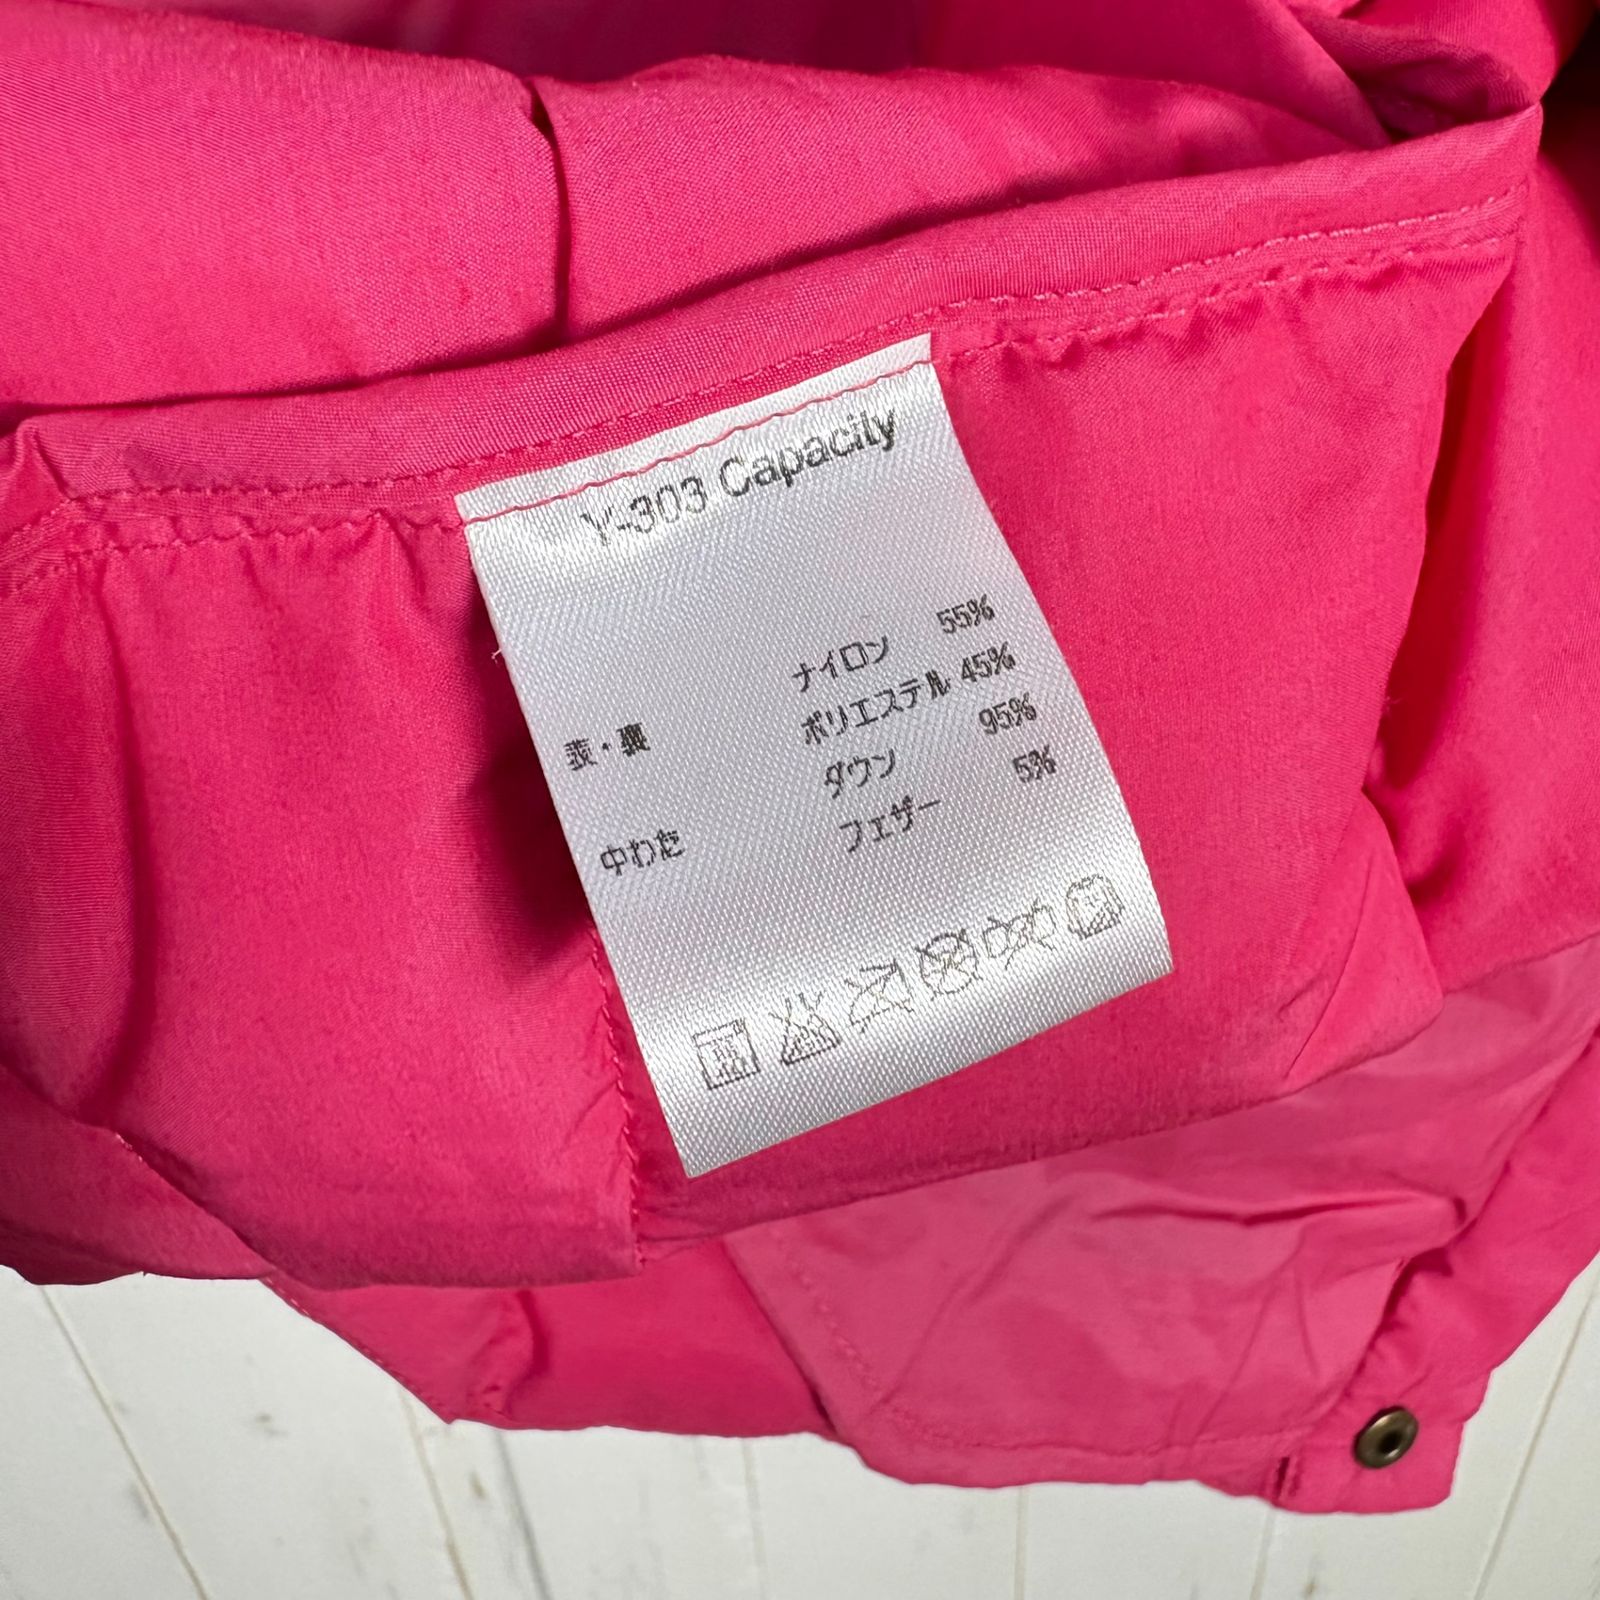 Y-303 Capacily
表・裏
ナイロン 55%
ポリエステル 45%
中わた
ダウン 95%
フェザー 5%